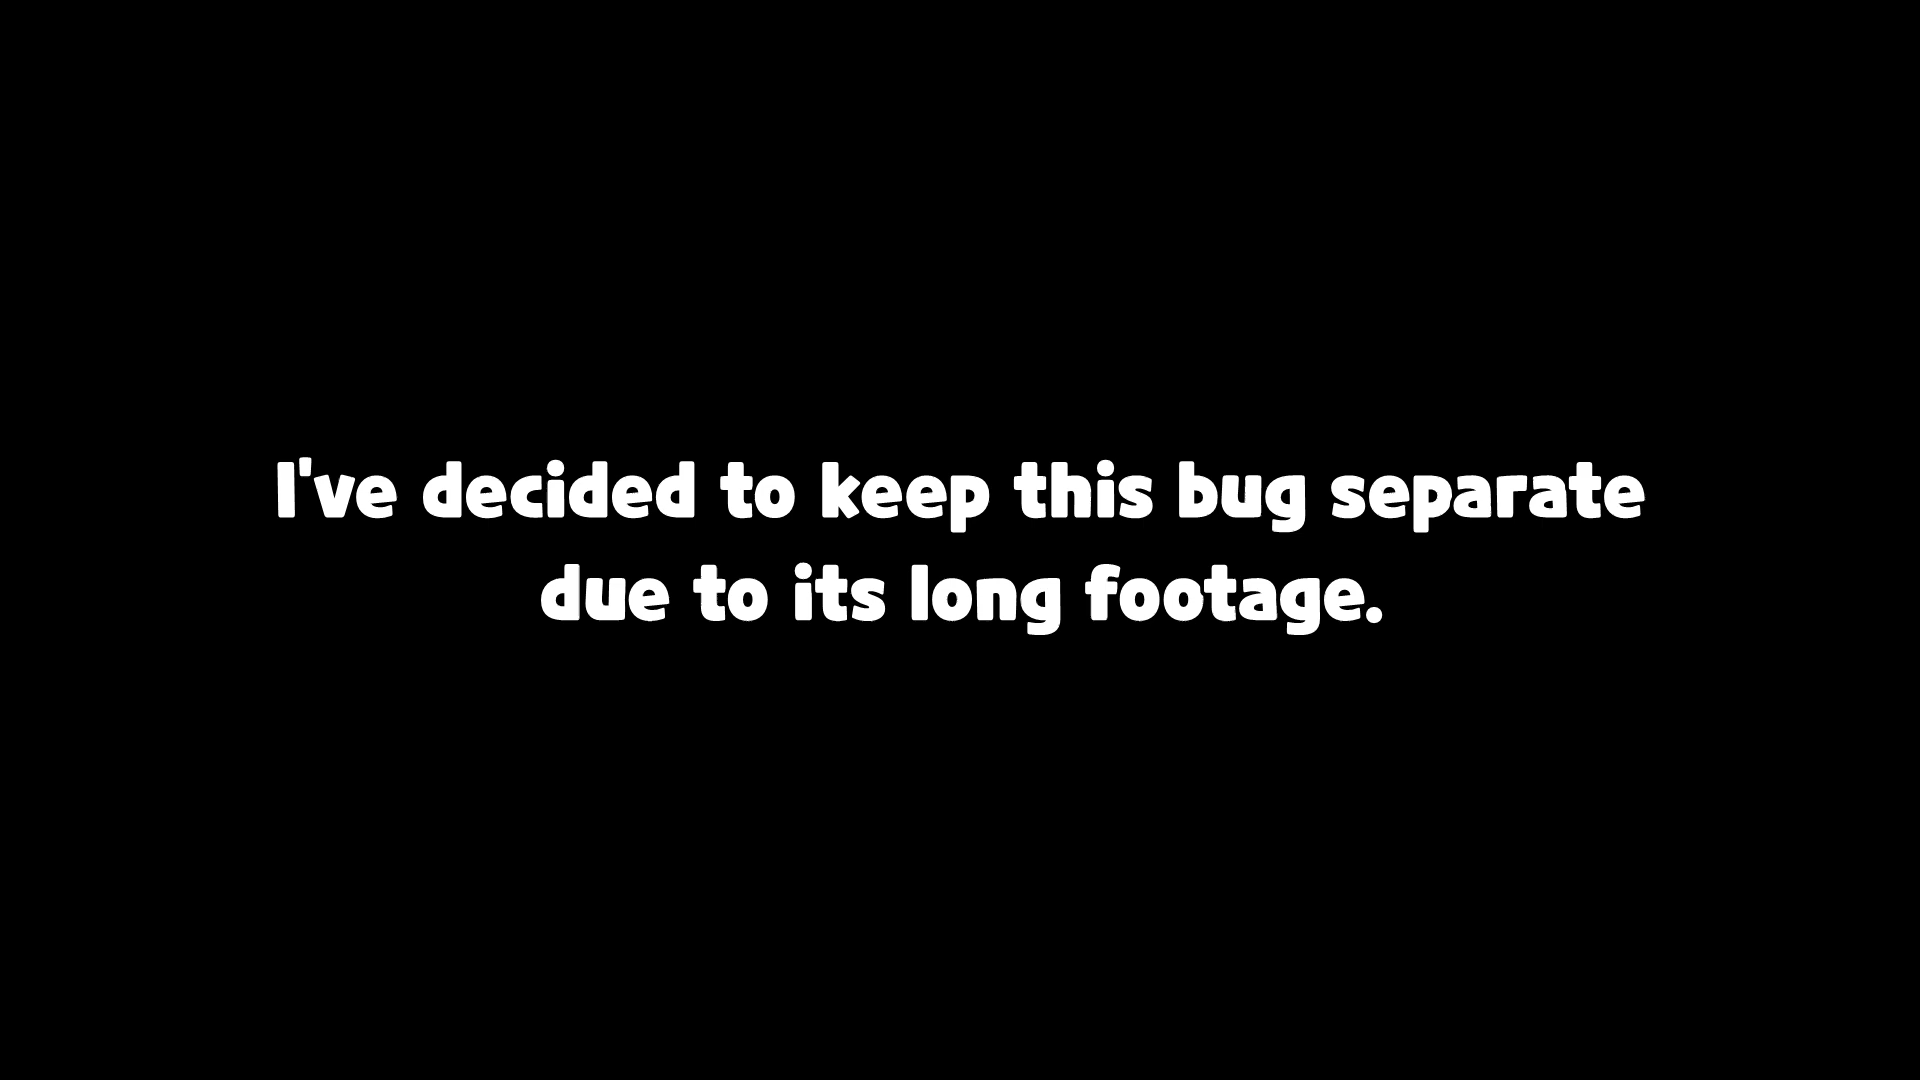 I've decided to keep this bug separate
due to its long footage.